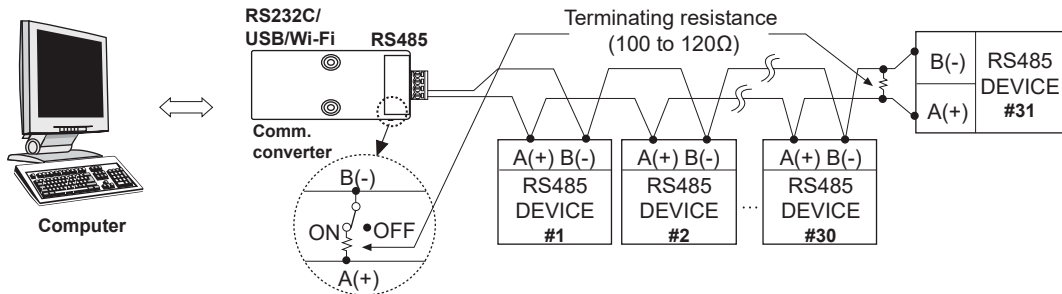 RS232C/
USB/Wi-Fi
RS485
Terminating resistance
(100 to 120Ω)
B(-)
A(+)
RS485
DEVICE
#31
Comm.
converter
Computer
B(-)
ON
OFF
A(+)
A(+) B(-)
RS485
DEVICE
#1
A(+) B(-)
RS485
DEVICE
#2
...
A(+) B(-)
RS485
DEVICE
#30